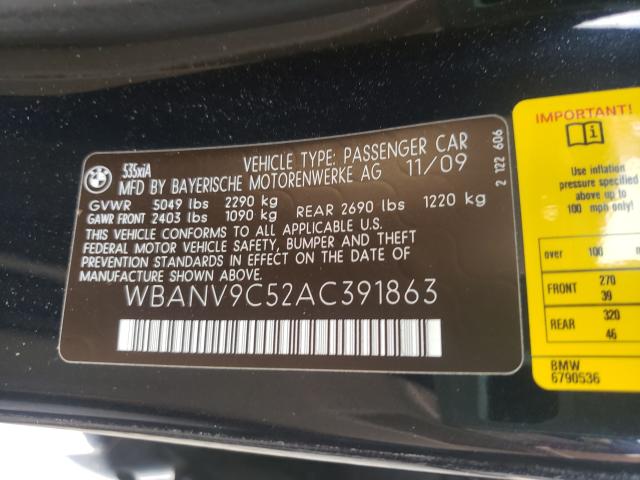 535xiA
VEHICLE TYPE: PASSENGER CAR
MFD BY BAYERISCHE MOTORENWERKE AG 11/09
GVWR 5049 lbs 2290 kg
GAWR FRONT 2403 lbs 1090 kg REAR 2690 lbs 1220 kg
THIS VEHICLE CONFORMS TO ALL APPLICABLE U.S.
FEDERAL MOTOR VEHICLE SAFETY, BUMPER AND THEFT
PREVENTION STANDARDS IN EFFECT ON THE DATE OF
MANUFACTURE SHOWN ABOVE.
WBANV9C52AC391863
2 122 606
IMPORTANT!
Use inflation
pressure specified
above up to
100 mph only!
over 100
FRONT 270
39
REAR 320
46
BMW
6790536